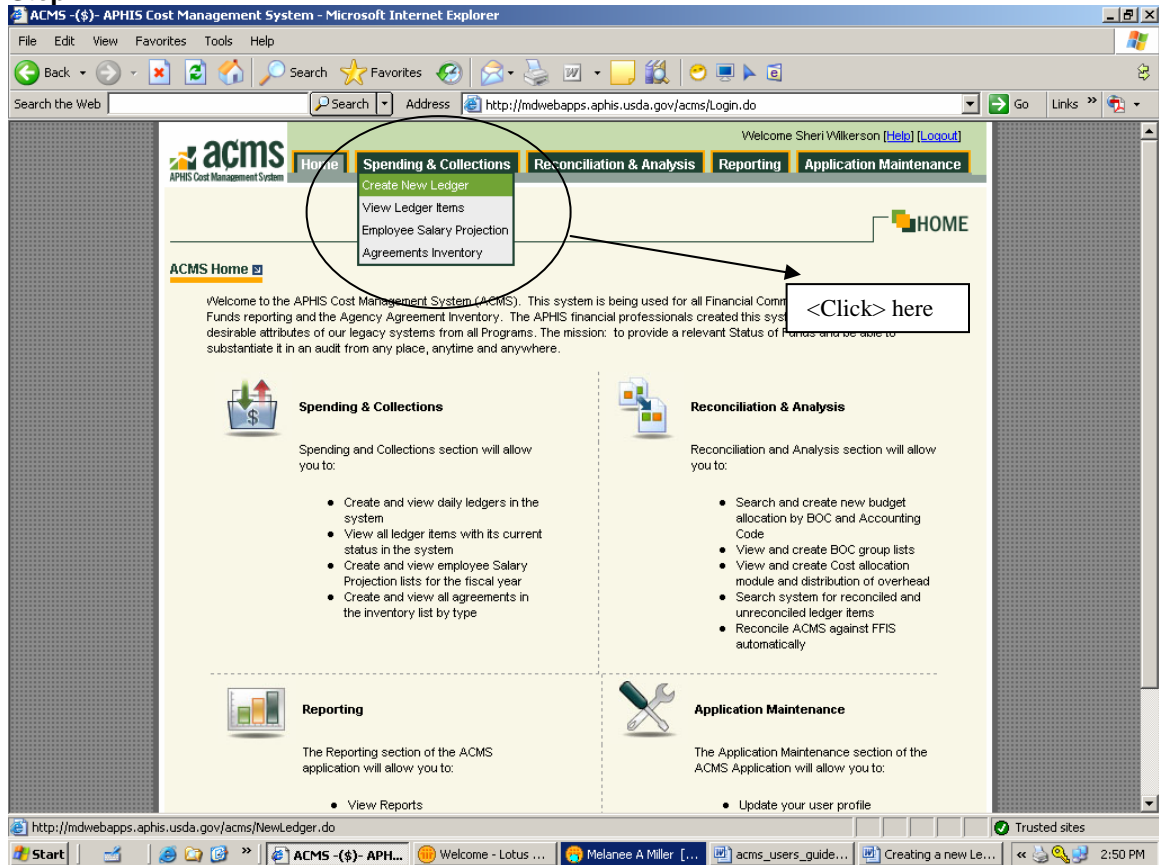 ACMS -($)- APHIS Cost Management System - Microsoft Internet Explorer
File Edit View Favorites Tools Help
Back Search Favorites
Search the Web Search Address http://mdwebapps.aphis.usda.gov/acms/Login.do Go Links »
Welcome Sheri Wilkerson [Help] [Logout]
acms
APHIS Cost Management System
Home Spending & Collections Reconciliation & Analysis Reporting Application Maintenance
Create New Ledger
View Ledger Items
Employee Salary Projection
Agreements Inventory
HOME
ACMS Home
<Click> here
Welcome to the APHIS Cost Management System (ACMS). This system is being used for all Financial Com
Funds reporting and the Agency Agreement Inventory. The APHIS financial professionals created this sys
desirable attributes of our legacy systems from all Programs. The mission: to provide a relevant Status of Funds and be able to
substantiate it in an audit from any place, anytime and anywhere.
Spending & Collections
Spending and Collections section will allow
you to:
• Create and view daily ledgers in the
system
• View all ledger items with its current
status in the system
• Create and view employee Salary
Projection lists for the fiscal year
• Create and view all agreements in
the inventory list by type
Reconciliation & Analysis
Reconciliation and Analysis section will allow
you to:
• Search and create new budget
allocation by BOC and Accounting
Code
• View and create BOC group lists
• View and create Cost allocation
module and distribution of overhead
• Search system for reconciled and
unreconciled ledger items
• Reconcile ACMS against FFIS
automatically
Reporting
The Reporting section of the ACMS
application will allow you to:
• View Reports
Application Maintenance
The Application Maintenance section of the
ACMS Application will allow you to:
• Update your user profile
http://mdwebapps.aphis.usda.gov/acms/NewLedger.do Trusted sites
Start » ACMS -($)- APH... Welcome - Lotus ... Melanee A Miller [... acms_users_guide... Creating a new Le... « 2:50 PM